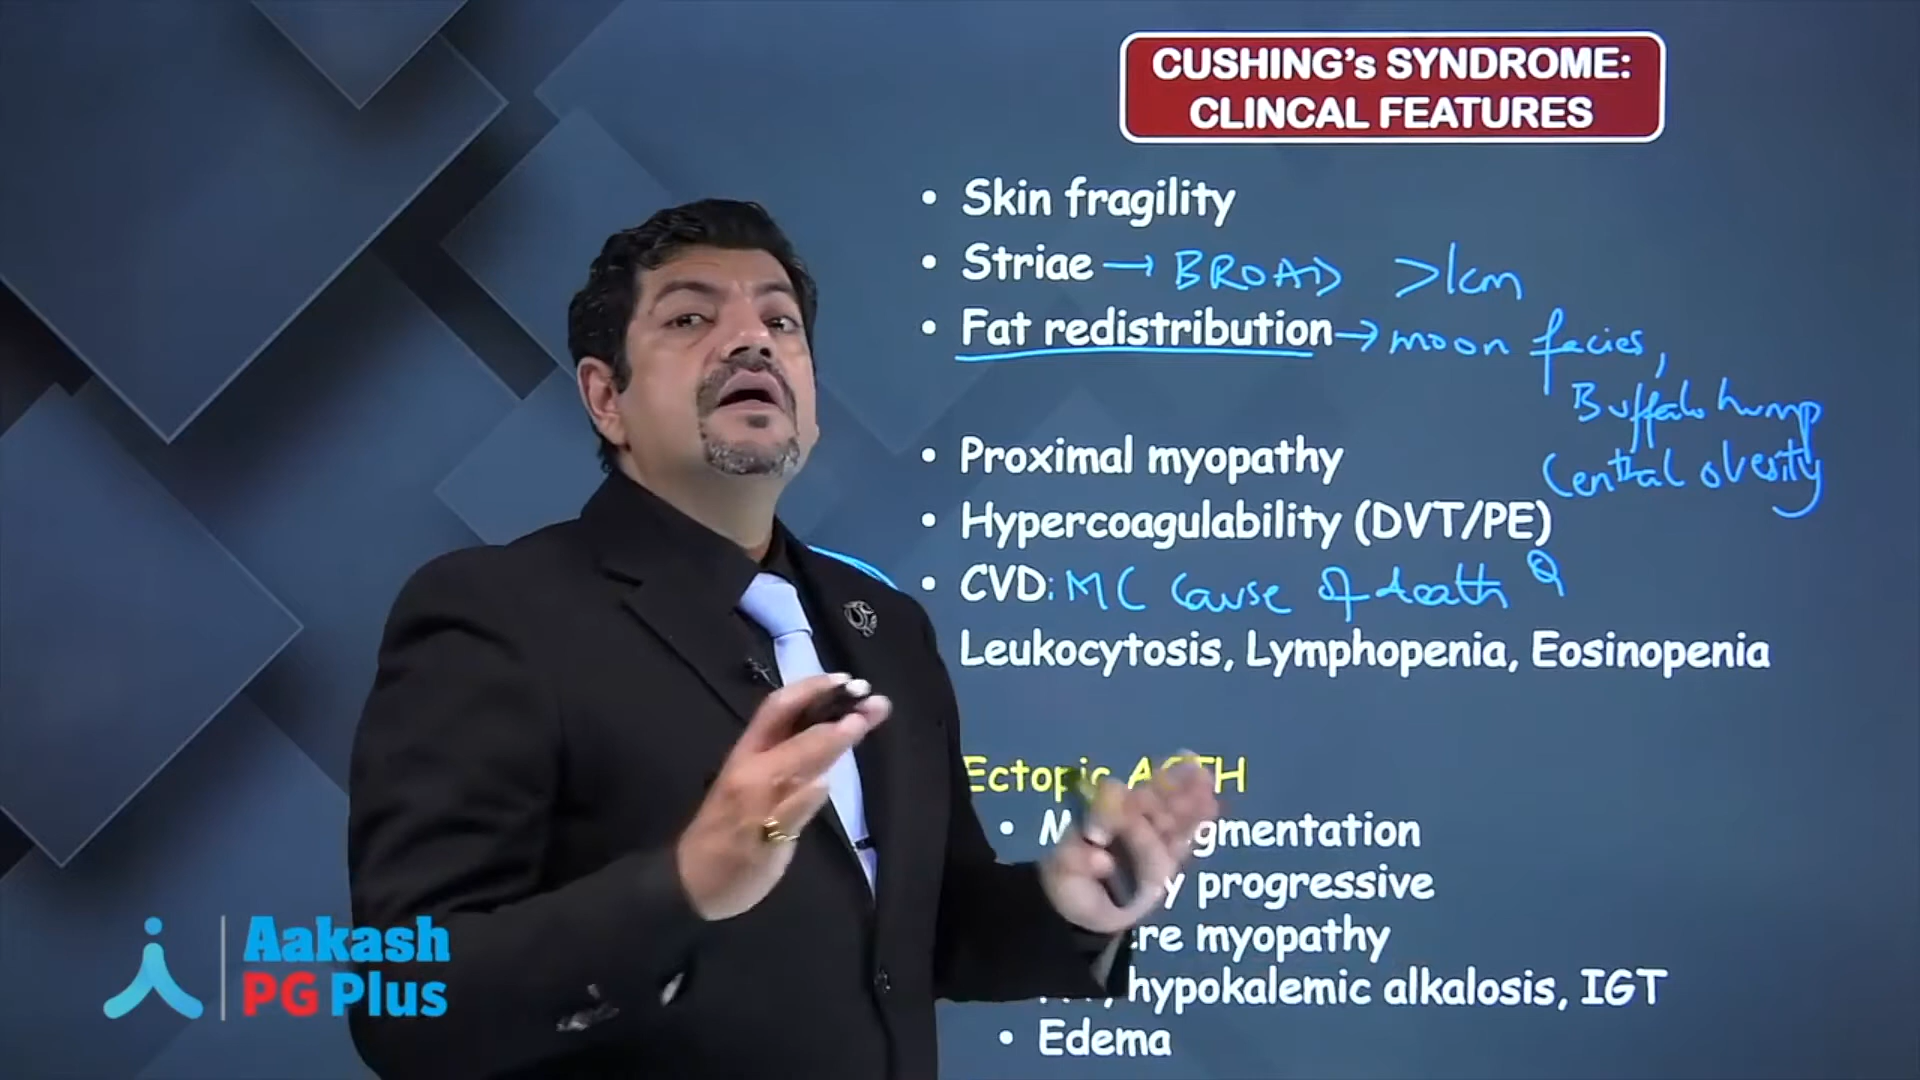 CUSHING's SYNDROME:
CLINCAL FEATURES
• Skin fragility
• Striae → BROAD >1cm
• Fat redistribution → moon facies,
Buffalo hump
Central obesity
• Proximal myopathy
• Hypercoagulability (DVT/PE)
• CVD: MC cause of death Q
Leukocytosis, Lymphopenia, Eosinopenia
Ectopic ACTH
• progressive
myopathy
hypokalemic alkalosis, IGT
• Edema
Aakash
PG Plus